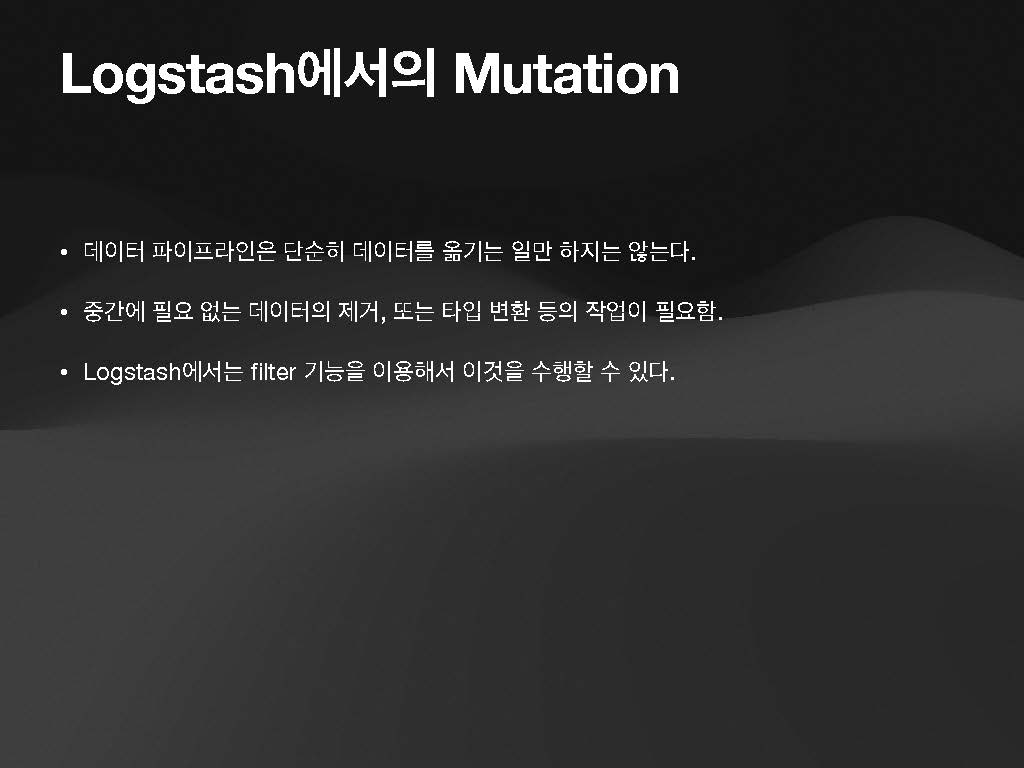 Logstash에서의 Mutation
• 데이터 파이프라인은 단순히 데이터를 옮기는 일만 하지는 않는다.
• 중간에 필요 없는 데이터의 제거, 또는 타입 변환 등의 작업이 필요함.
• Logstash에서는 filter 기능을 이용해서 이것을 수행할 수 있다.